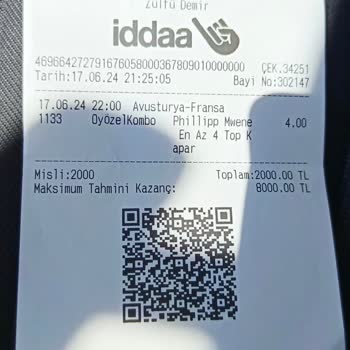 Zülfü Demir
iddaa
4696642727916760580003678090100000000 ÇEK.34251
Tarih:17.06.24 21:25:05 Bayi No:302147
17.06.24 22:00 Avusturya-Fransa
1133 OyözelKombo Phillipp Mwene 4.00
En Az 4 Top K
apar
Misli:2000 Toplam:2000.00 TL
Maksimum Tahmini Kazanç: 8000.00 TL